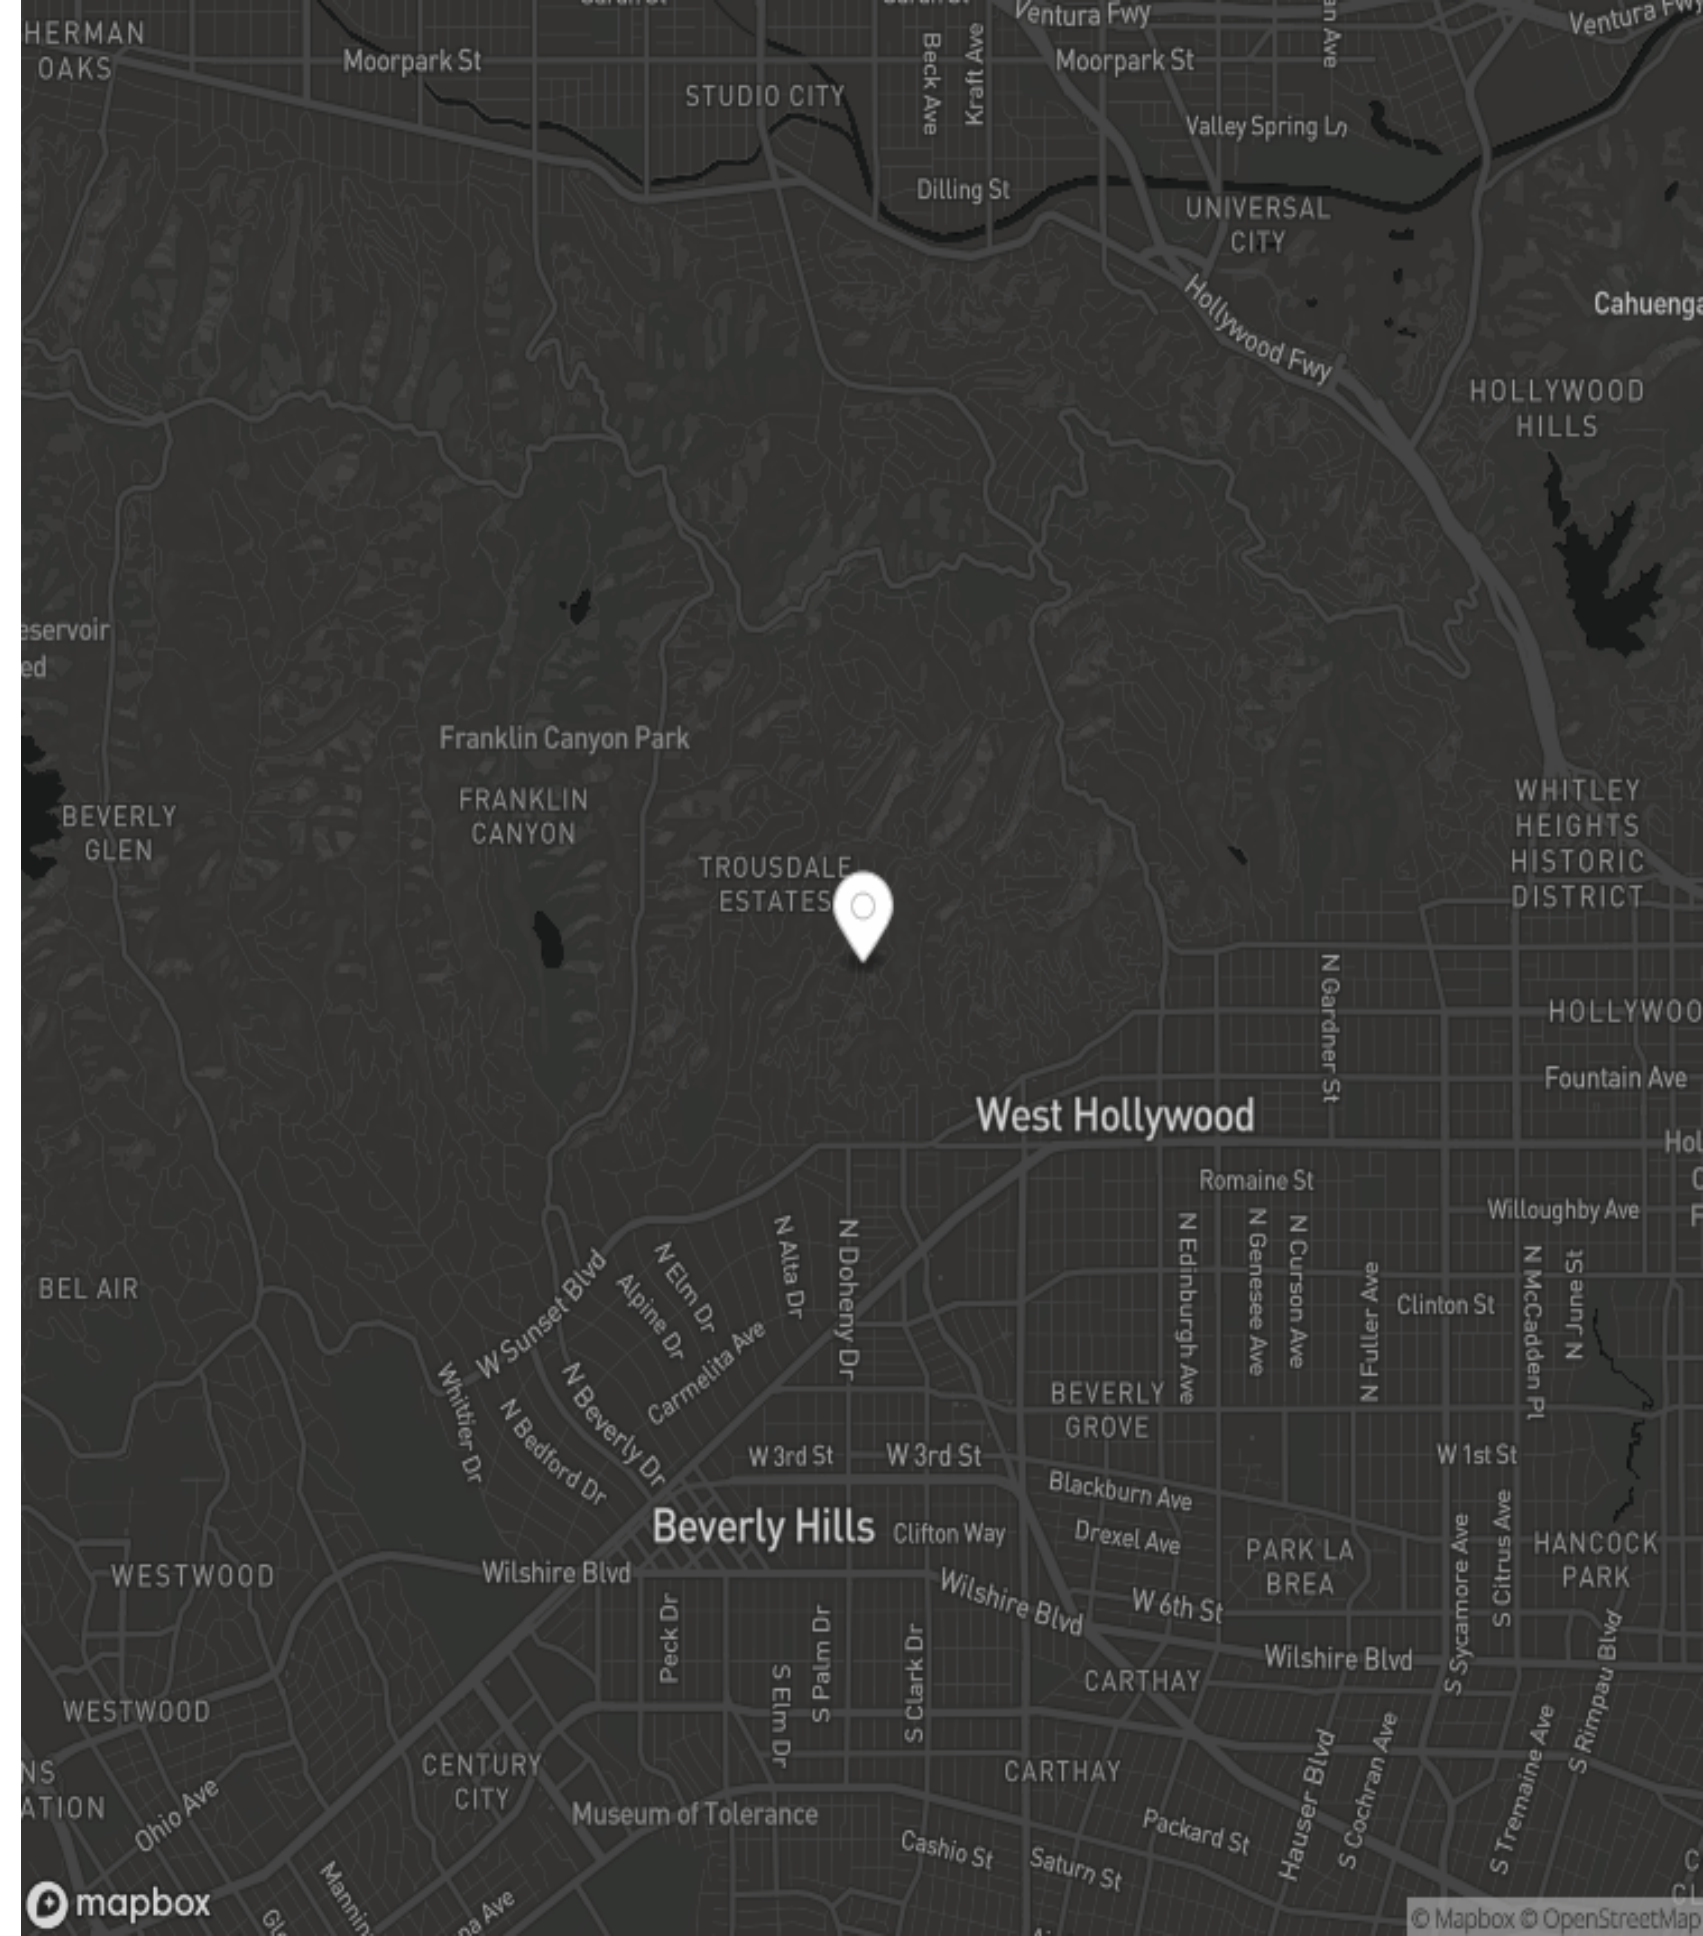 Ventura Fwy
Ventura Fwy
HERMAN
OAKS
Moorpark St
Beck Ave
Kraft Ave
Moorpark St
STUDIO CITY
Valley Spring Ln
Dilling St
UNIVERSAL
CITY
Hollywood Fwy
Cahuenga
HOLLYWOOD
HILLS
eservoir
ed
Franklin Canyon Park
FRANKLIN
CANYON
BEVERLY
GLEN
TROUSDALE
ESTATES
WHITLEY
HEIGHTS
HISTORIC
DISTRICT
N Gardner St
HOLLYWOO
Fountain Ave
West Hollywood
Hol
Romaine St
Willoughby Ave
N Alta Dr
N Doheny Dr
N Elm Dr
Alpine Dr
Carmelita Ave
W Sunset Blvd
N Edinburgh Ave
N Genesee Ave
N Curson Ave
N Fuller Ave
Clinton St
N McCadden Pl
N June St
BEL AIR
Whittier Dr
N Bedford Dr
N Beverly Dr
BEVERLY
GROVE
W 3rd St
W 3rd St
W 1st St
Blackburn Ave
Beverly Hills
Clifton Way
Drexel Ave
PARK LA
BREA
S Sycamore Ave
S Citrus Ave
HANCOCK
PARK
WESTWOOD
Wilshire Blvd
Wilshire Blvd
W 6th St
Peck Dr
S Elm Dr
S Palm Dr
S Clark Dr
Wilshire Blvd
CARTHAY
S Rimpau Blvd
WESTWOOD
CENTURY
CITY
CARTHAY
Hauser Blvd
S Cochran Ave
S Tremaine Ave
NS
ATION
Ohio Ave
Museum of Tolerance
Cashio St
Saturn St
Packard St
Mannin
mapbox
© Mapbox © OpenStreetMap